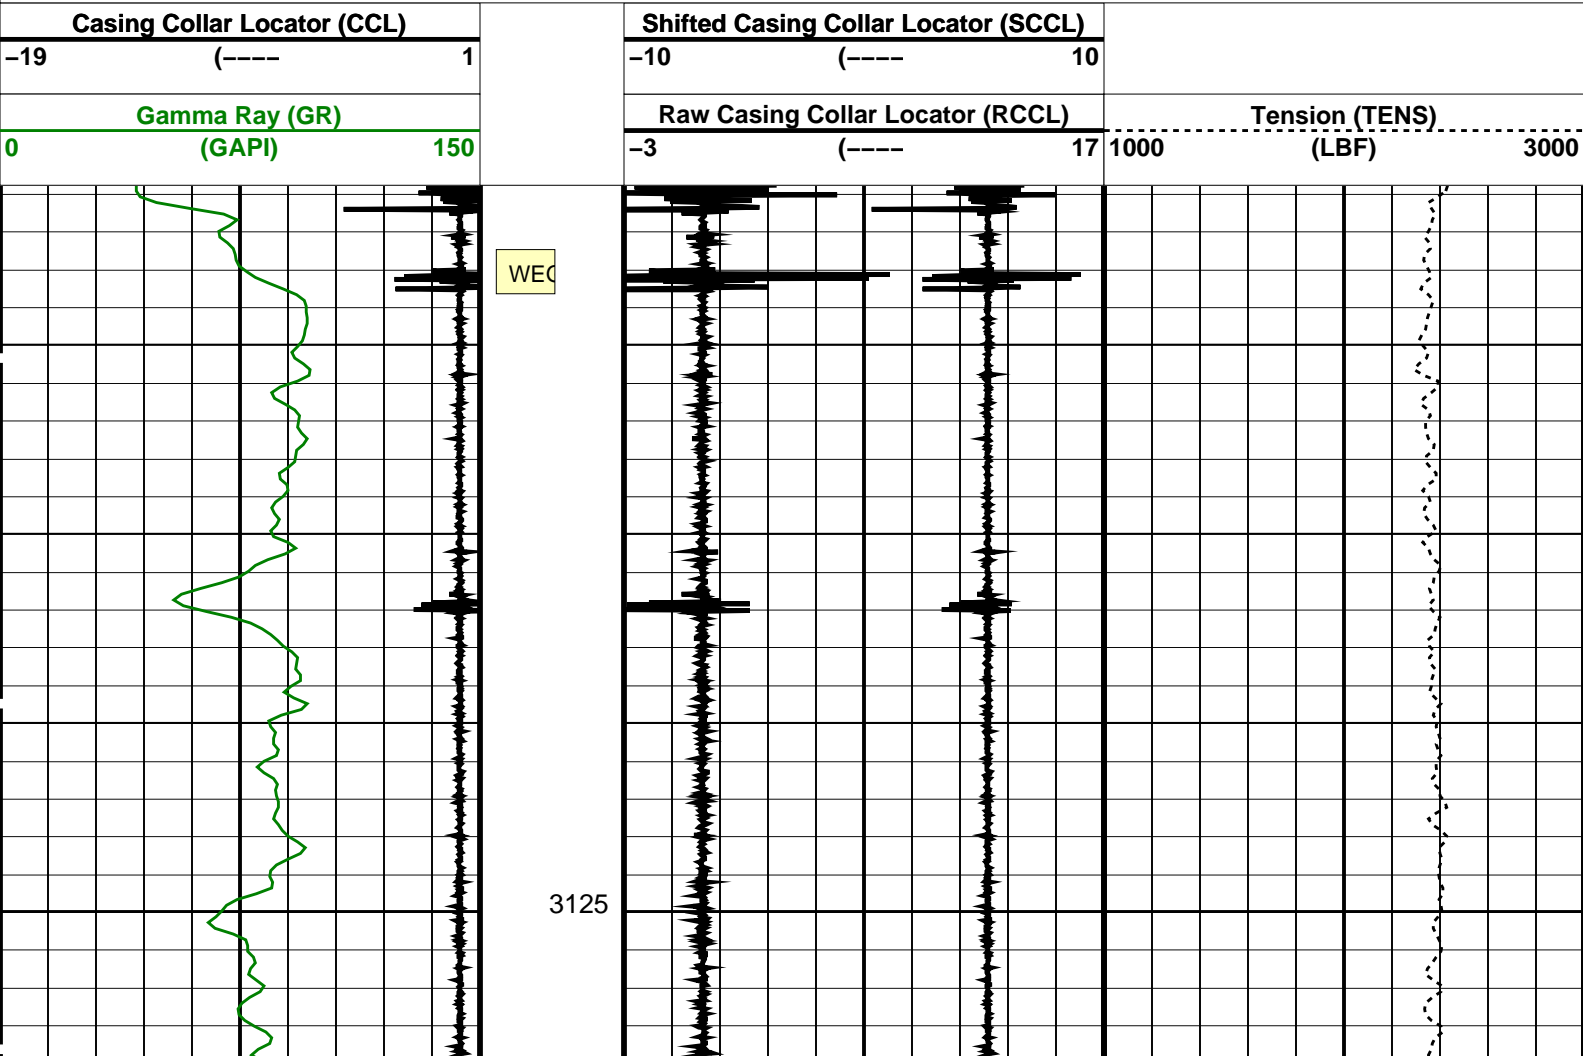 Casing Collar Locator (CCL)
−19 (−−−− 1
Gamma Ray (GR)
0 (GAPI) 150
Shifted Casing Collar Locator (SCCL)
−10 (−−−− 10
Raw Casing Collar Locator (RCCL)
−3 (−−−− 17
Tension (TENS)
1000 (LBF) 3000
3125